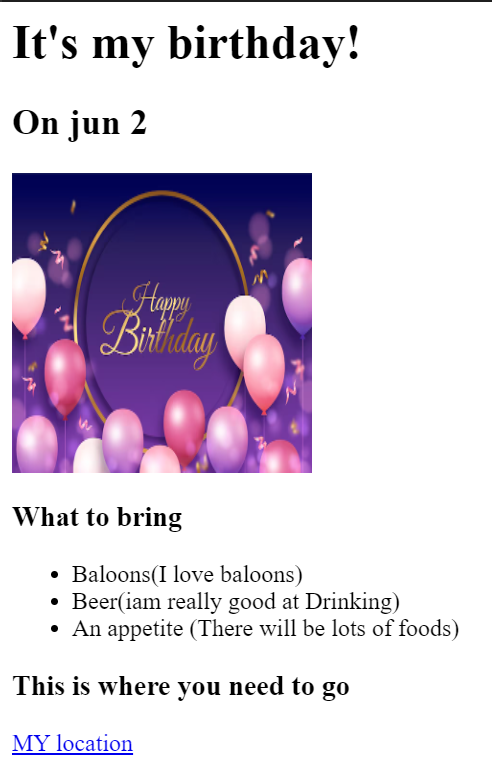 It's my birthday!
On jun 2
Happy
Birthday
What to bring
Baloons(I love baloons)
Beer(iam really good at Drinking)
An appetite (There will be lots of foods)
This is where you need to go
MY location